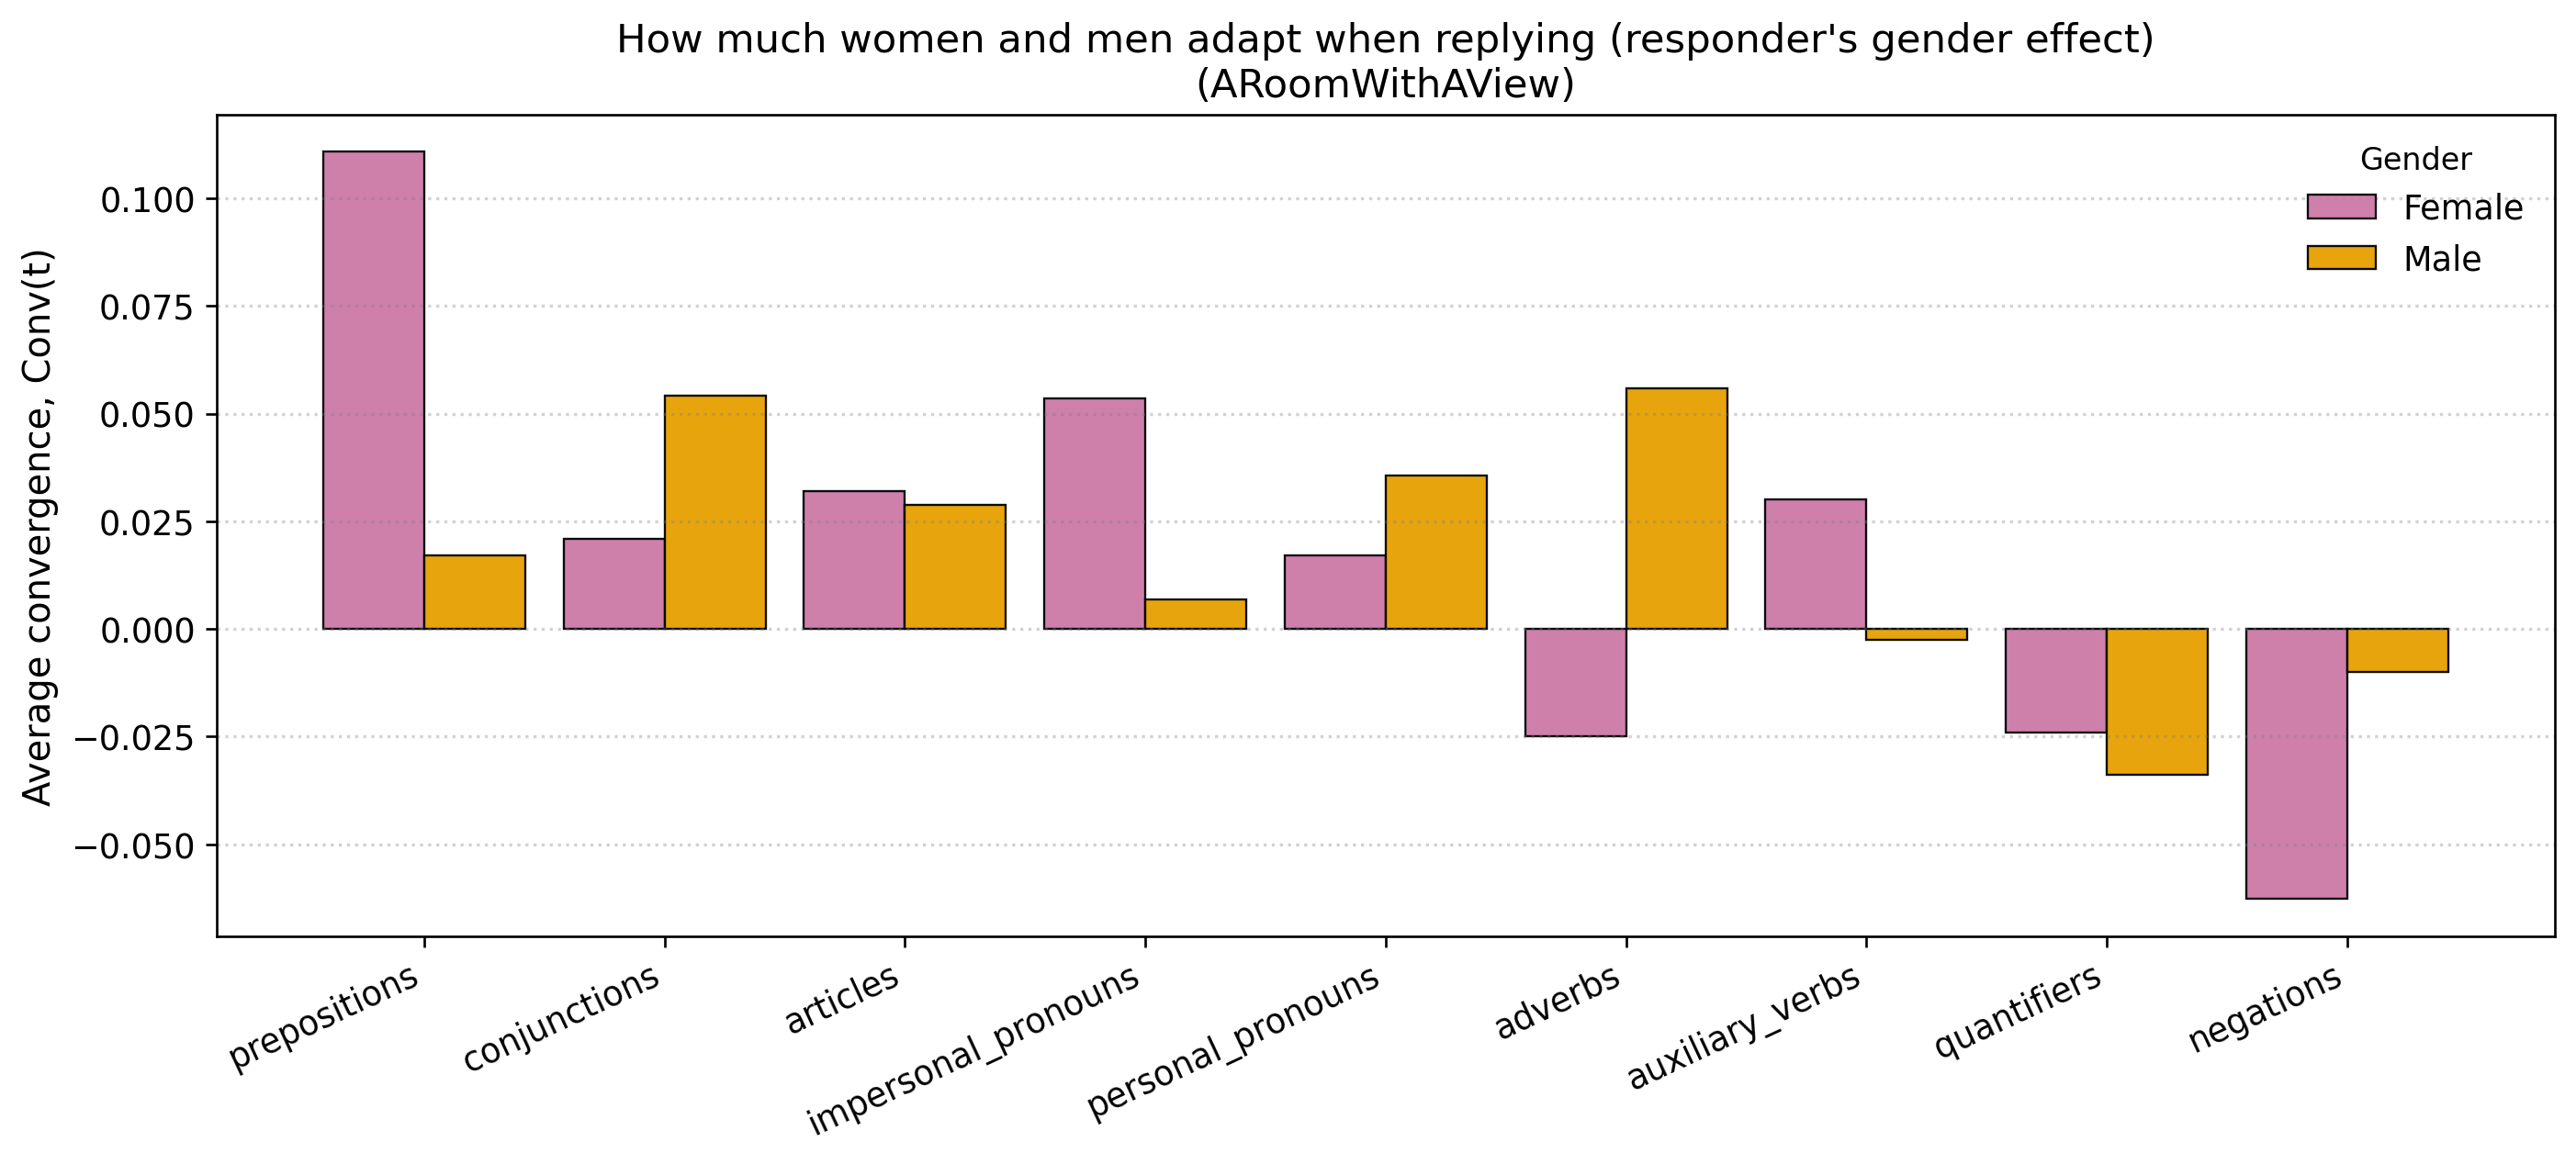 How much women and men adapt when replying (responder's gender effect)
(ARoomWithAView)
Average convergence, Conv(t)
0.100
0.075
0.050
0.025
0.000
−0.025
−0.050
Gender
Female
Male
prepositions
conjunctions
articles
impersonal_pronouns
personal_pronouns
adverbs
auxiliary_verbs
quantifiers
negations